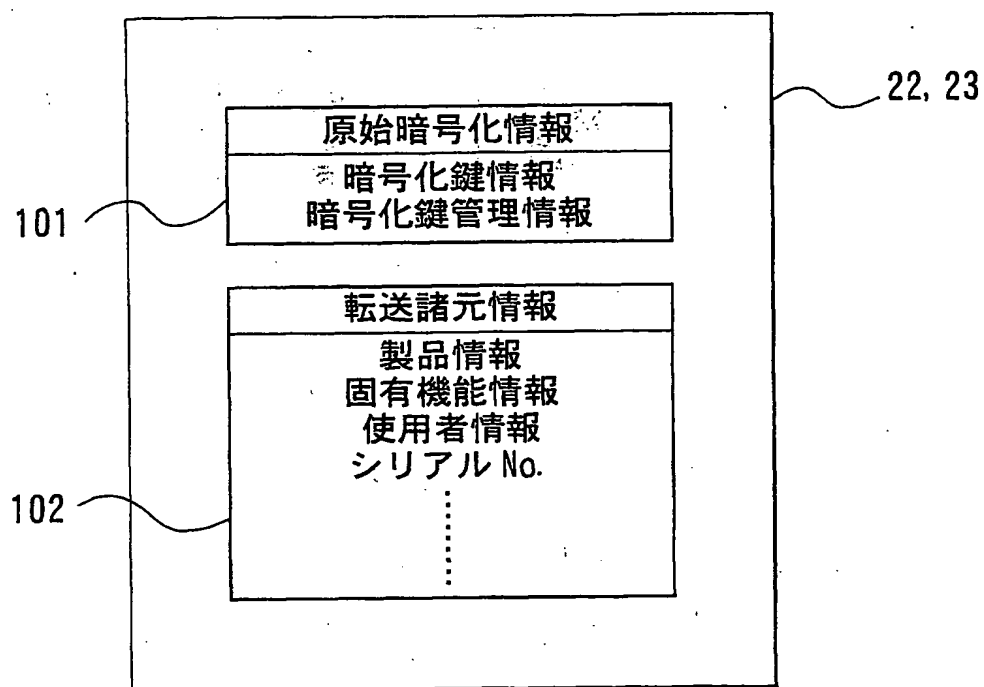 22, 23
原始暗号化情報
暗号化鍵情報
暗号化鍵管理情報
101
転送諸元情報
製品情報
固有機能情報
使用者情報
シリアル No.
102